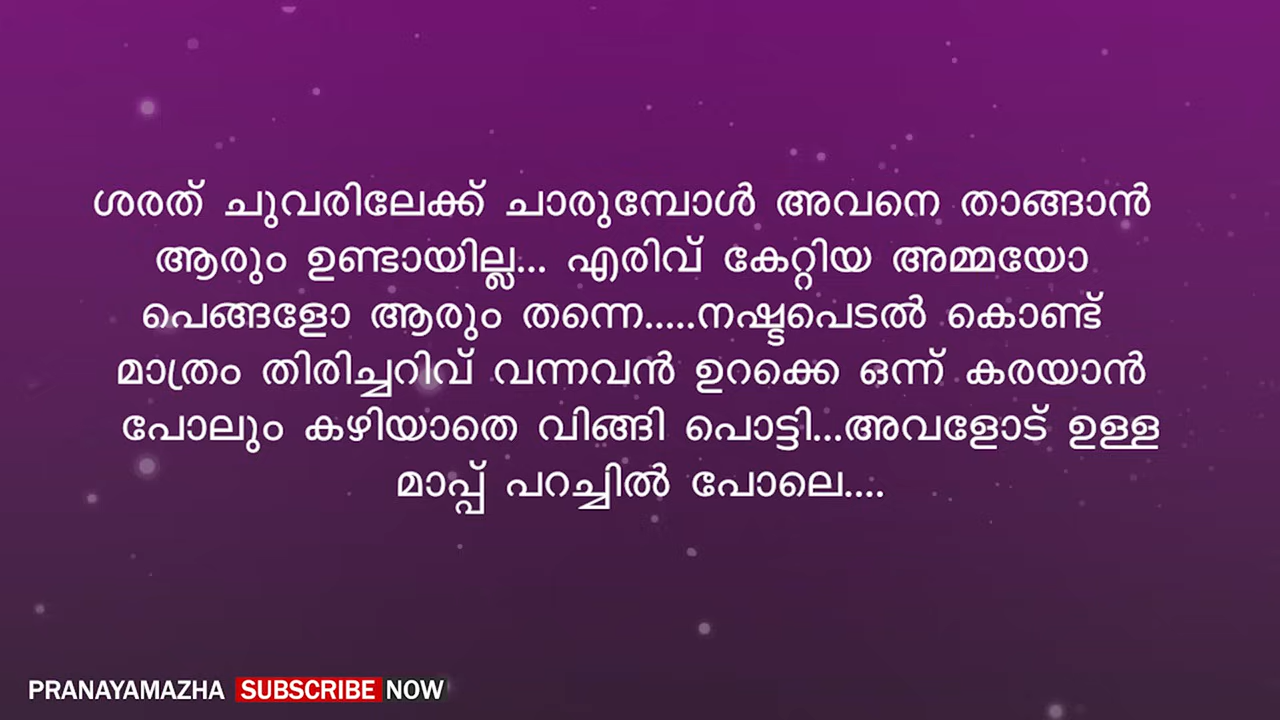 ശരത് ചുവരിലേക്ക് ചാരുമ്പോൾ അവനെ താങ്ങാൻ
ആരും ഉണ്ടായില്ല... എരിവ് കേറ്റിയ അമ്മയോ
പെങ്ങളോ ആരും തന്നെ.....നഷ്ടപെടൽ കൊണ്ട്
മാത്രം തിരിച്ചറിവ് വന്നവൻ ഉറക്കെ ഒന്ന് കരയാൻ
പോലും കഴിയാതെ വിങ്ങി പൊട്ടി...അവളോട് ഉള്ള
മാപ്പ് പറച്ചിൽ പോലെ....
PRANAYAMAZHA SUBSCRIBE NOW